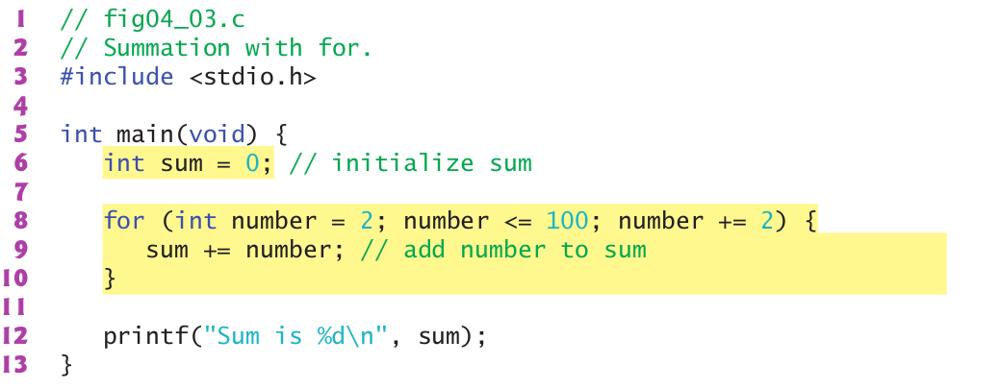 1 // fig04_03.c
2 // Summation with for.
3 #include <stdio.h>
4
5 int main(void) {
6    int sum = 0; // initialize sum
7
8    for (int number = 2; number <= 100; number += 2) {
9       sum += number; // add number to sum
10    }
11
12    printf("Sum is %d\n", sum);
13 }